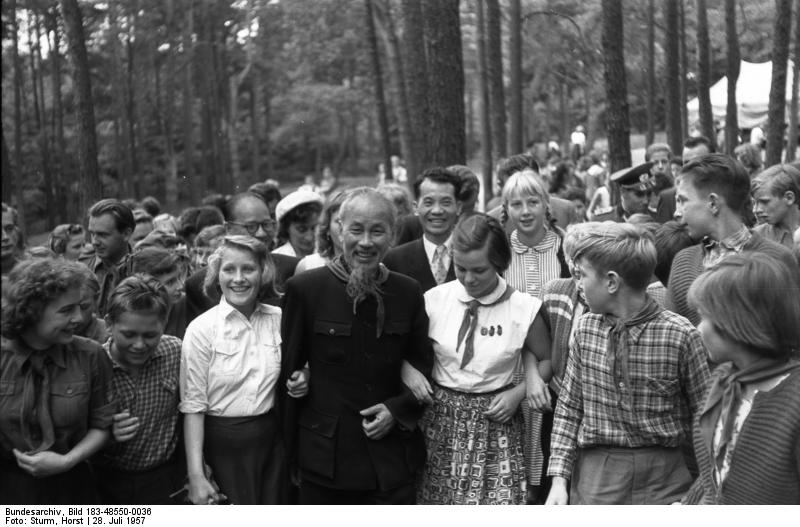 Bundesarchiv, Bild 183-48550-0036
Foto: Sturm, Horst | 28. Juli 1957